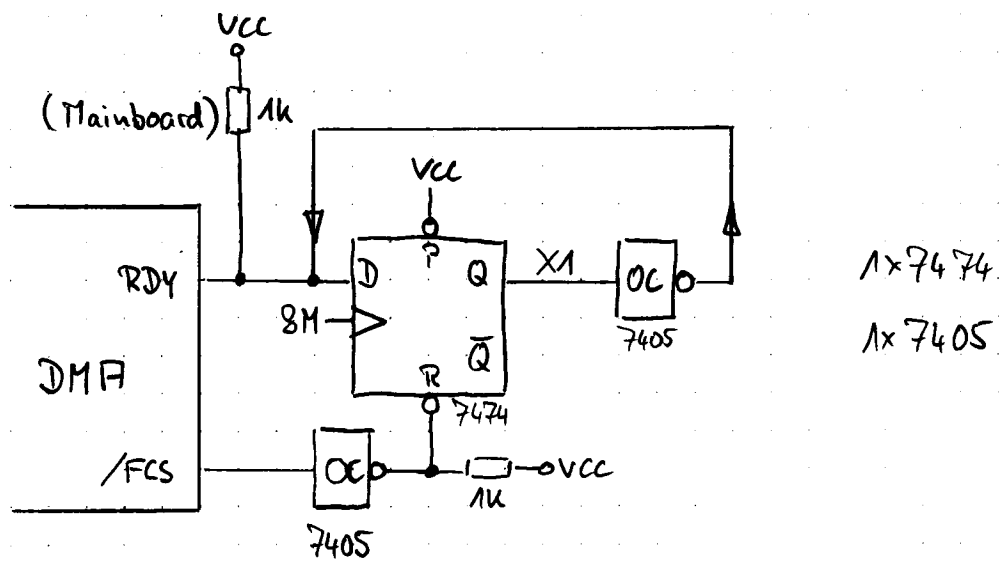 VCC
(Mainboard) 1k
VCC
RDY
D
P
Q
X1
OC
7405
8M
Q̅
R
7474
DMA
/FCS
OC
1K
VCC
7405
1x7474
1x7405